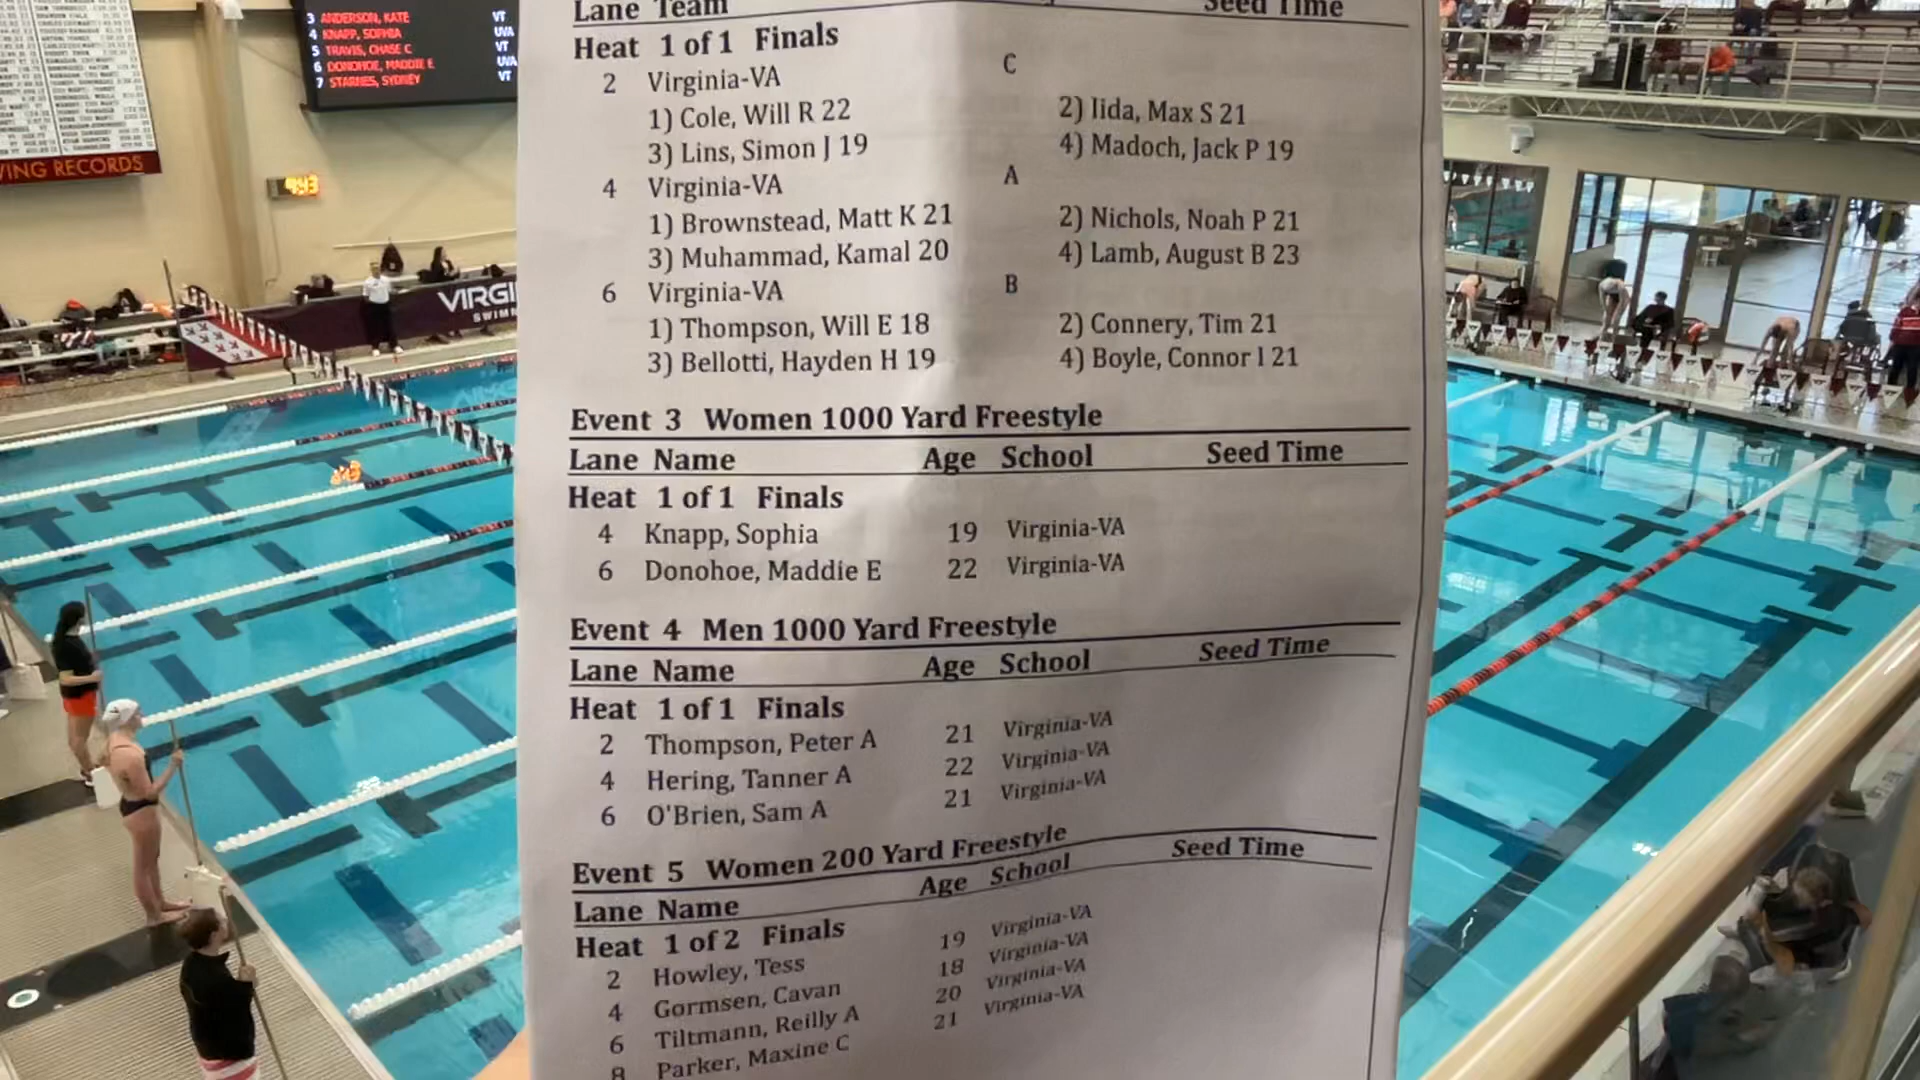 3 ANDERSON, KATE VT
4 KNAPP, SOPHIA UVA
5 TRAVIS, CHASE C VT
6 DONOHOE, MADDIE E UVA
7 STARNES, SYDNEY VT
RECORDS
4:43
VIRGI
SWIM
Lane Team Seed Time
Heat 1 of 1 Finals
2 Virginia-VA C
1) Cole, Will R 22 2) Iida, Max S 21
3) Lins, Simon J 19 4) Madoch, Jack P 19
4 Virginia-VA A
1) Brownstead, Matt K 21 2) Nichols, Noah P 21
3) Muhammad, Kamal 20 4) Lamb, August B 23
6 Virginia-VA B
1) Thompson, Will E 18 2) Connery, Tim 21
3) Bellotti, Hayden H 19 4) Boyle, Connor I 21
Event 3 Women 1000 Yard Freestyle
Lane Name Age School Seed Time
Heat 1 of 1 Finals
4 Knapp, Sophia 19 Virginia-VA
6 Donohoe, Maddie E 22 Virginia-VA
Event 4 Men 1000 Yard Freestyle
Lane Name Age School Seed Time
Heat 1 of 1 Finals
2 Thompson, Peter A 21 Virginia-VA
4 Hering, Tanner A 22 Virginia-VA
6 O'Brien, Sam A 21 Virginia-VA
Event 5 Women 200 Yard Freestyle
Lane Name Age School Seed Time
Heat 1 of 2 Finals
2 Howley, Tess 19 Virginia-VA
4 Gormsen, Cavan 18 Virginia-VA
6 Tiltmann, Reilly A 20 Virginia-VA
8 Parker, Maxine C 21 Virginia-VA